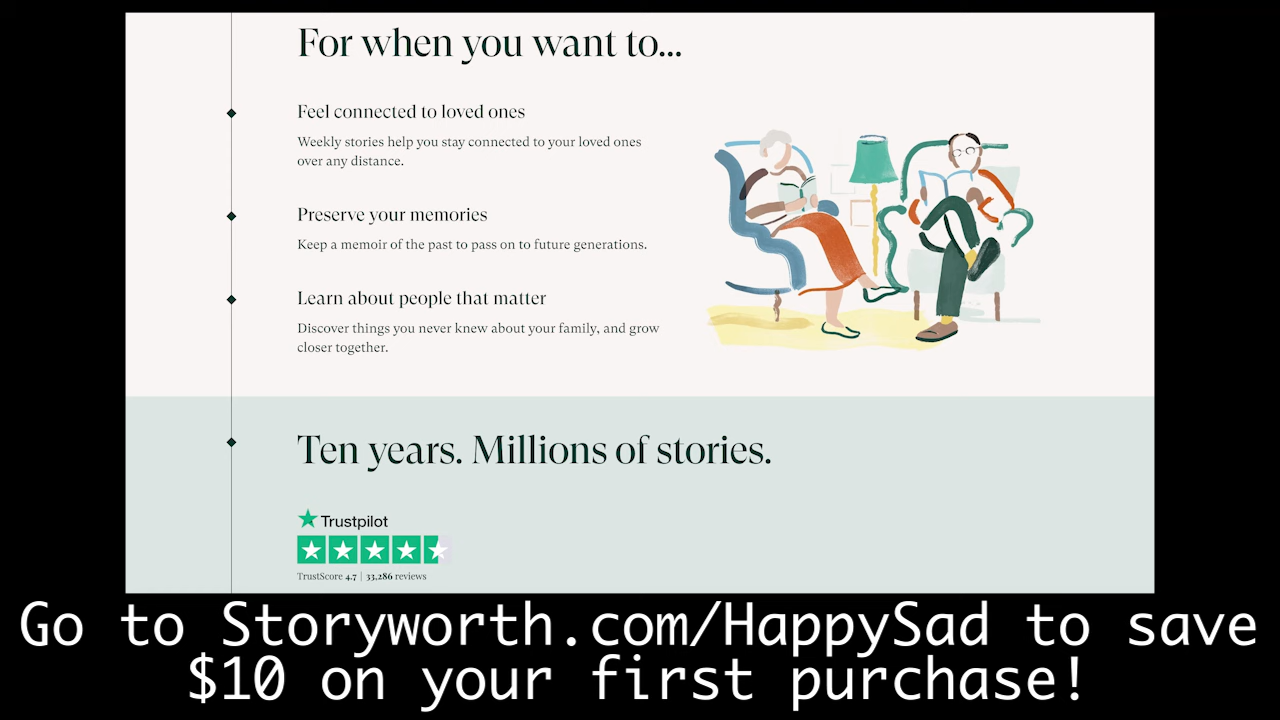 For when you want to...
Feel connected to loved ones
Weekly stories help you stay connected to your loved ones
over any distance.
Preserve your memories
Keep a memoir of the past to pass on to future generations.
Learn about people that matter
Discover things you never knew about your family, and grow
closer together.
Ten years. Millions of stories.
Trustpilot
TrustScore 4.7 | 33,286 reviews
Go to Storyworth.com/HappySad to save
$10 on your first purchase!